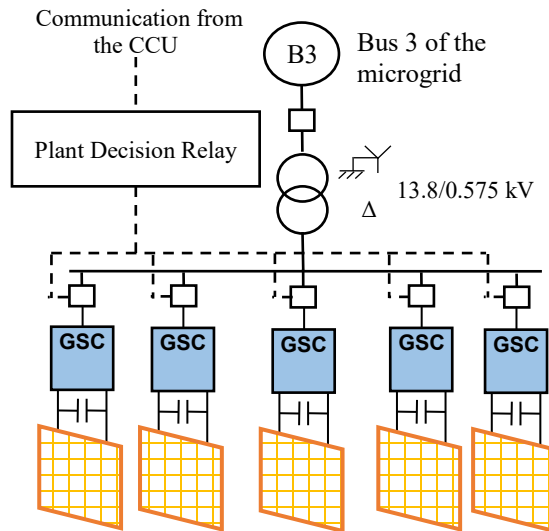 Communication from
the CCU
B3
Bus 3 of the
microgrid
Plant Decision Relay
13.8/0.575 kV
Δ
GSC
GSC
GSC
GSC
GSC